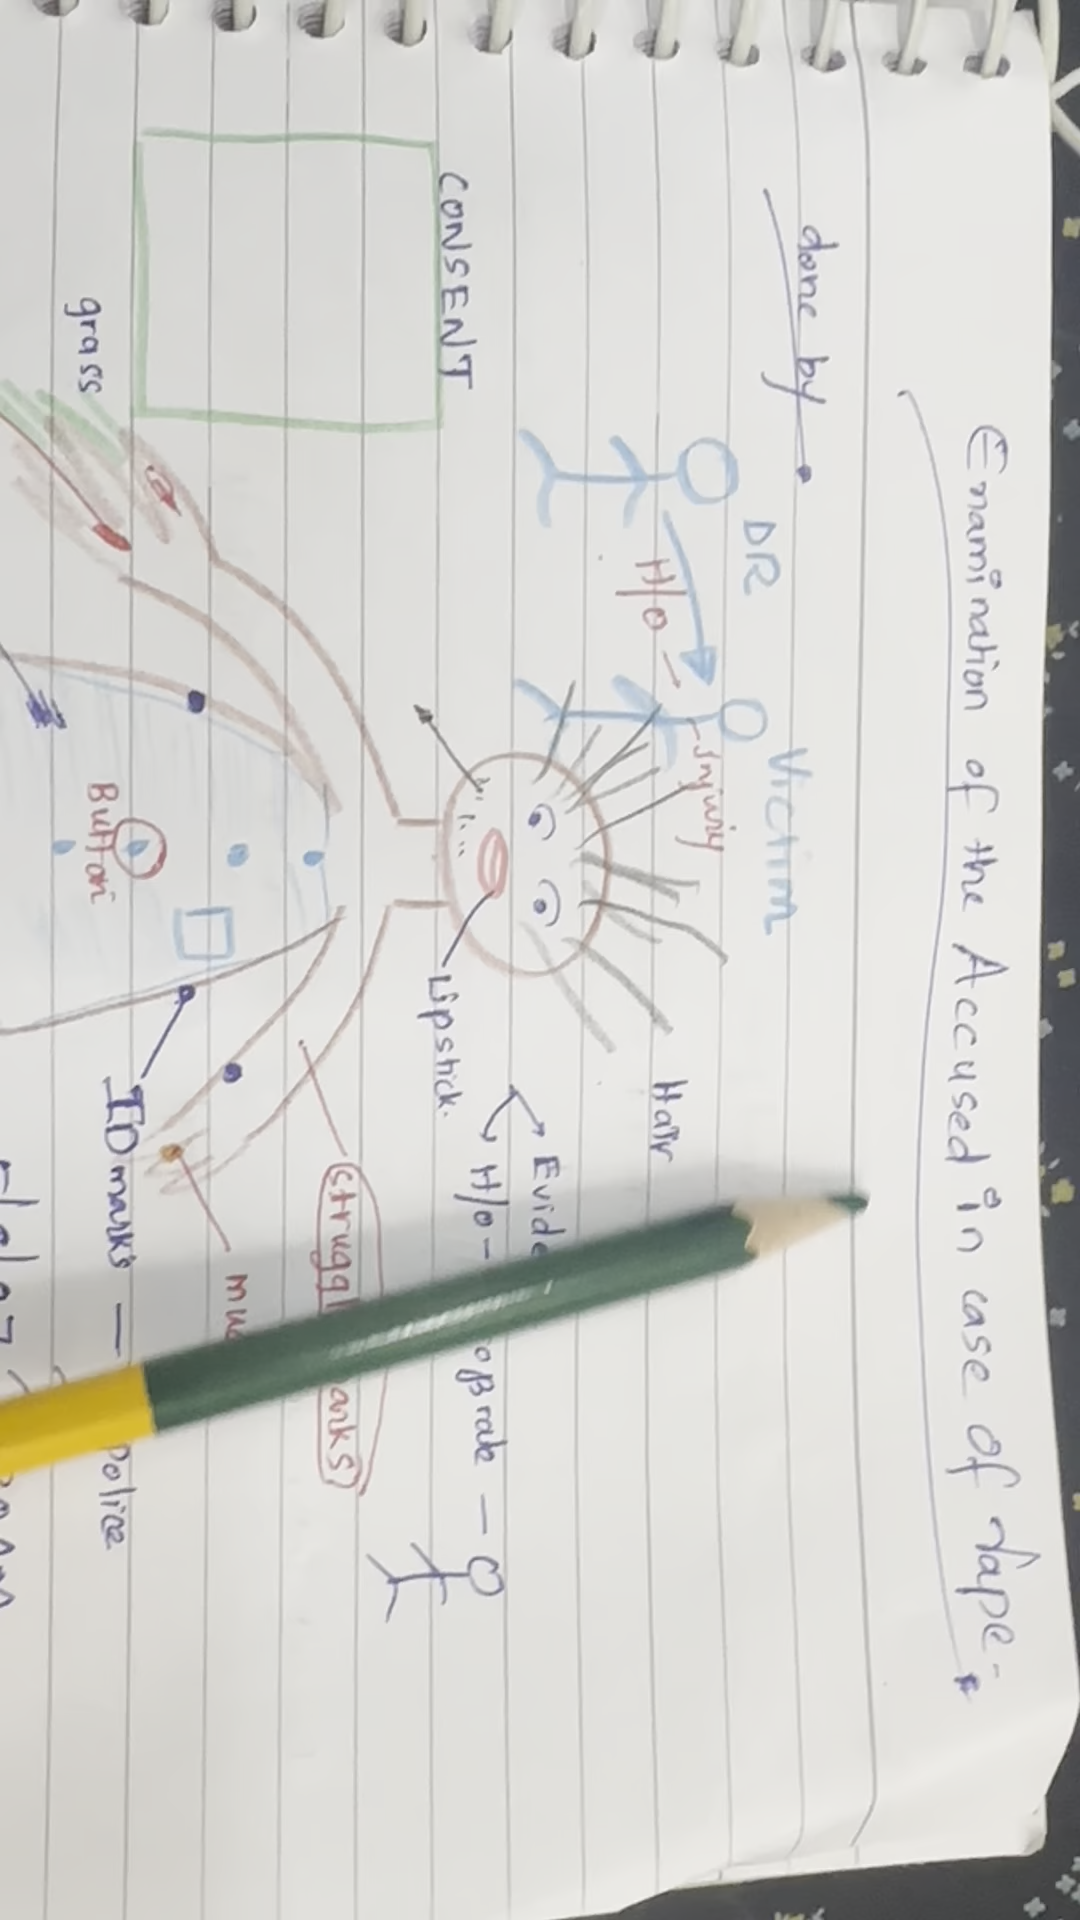 Examination of the Accused in case of rape-
done by
DR
Victim
H/O -
Injury
Hair
CONSENT
Evide
H/O -
Lipstick.
grass
Button
ID marks —
Police